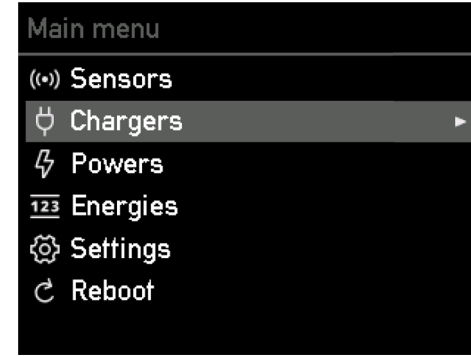 Main menu
Sensors
Chargers
Powers
123 Energies
Settings
Reboot